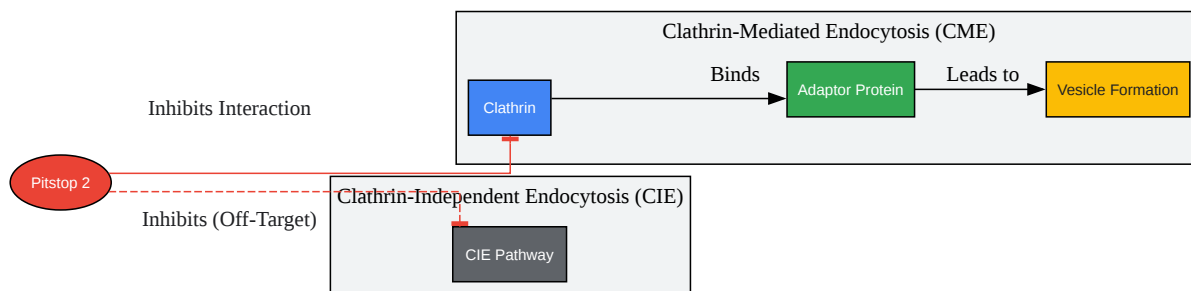 Clathrin-Mediated Endocytosis (CME)
Binds
Leads to
Adaptor Protein
Vesicle Formation
Clathrin
Inhibits Interaction
Pitstop 2
Clathrin-Independent Endocytosis (CIE)
Inhibits (Off-Target)
CIE Pathway